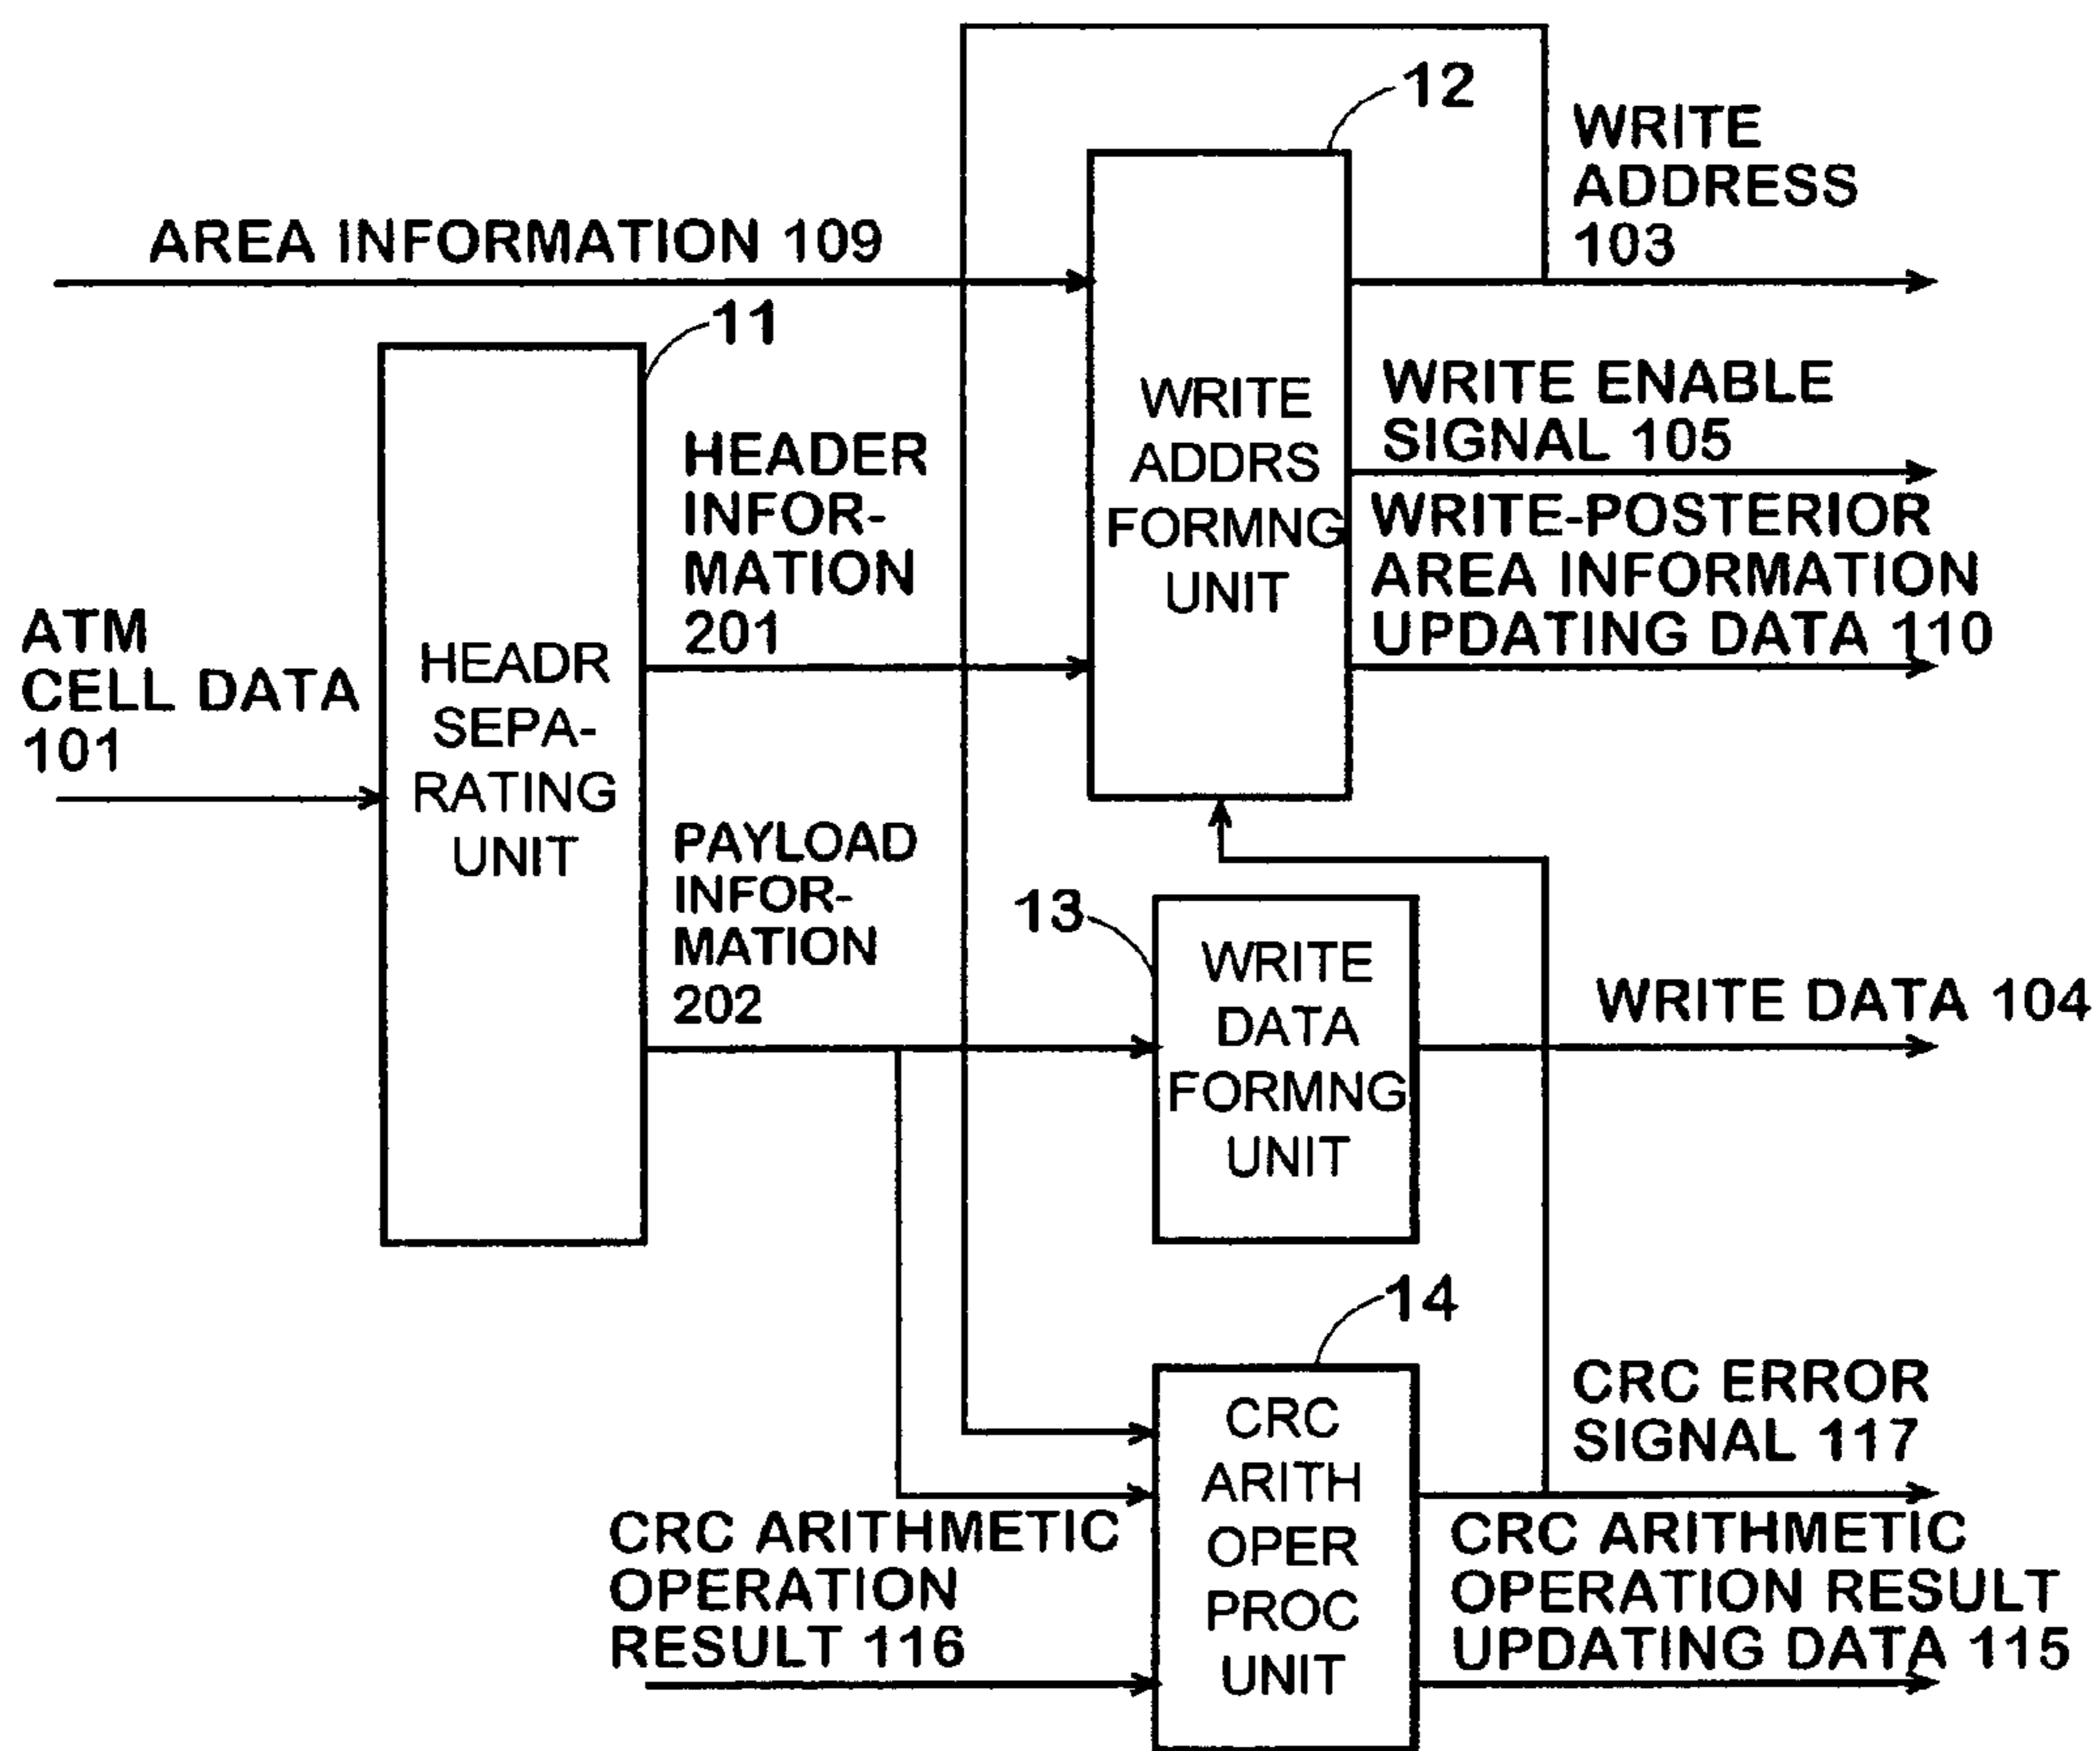 12
WRITE
ADDRESS
103
AREA INFORMATION 109
11
WRITE ENABLE
SIGNAL 105
WRITE
ADDRS
FORMNG
UNIT
HEADER
INFOR-
MATION
201
WRITE-POSTERIOR
AREA INFORMATION
UPDATING DATA 110
ATM
CELL DATA
101
HEADR
SEPA-
RATING
UNIT
PAYLOAD
INFOR-
MATION
202
13
WRITE
DATA
FORMNG
UNIT
WRITE DATA 104
14
CRC ERROR
SIGNAL 117
CRC
ARITH
OPER
PROC
UNIT
CRC ARITHMETIC
OPERATION
RESULT 116
CRC ARITHMETIC
OPERATION RESULT
UPDATING DATA 115